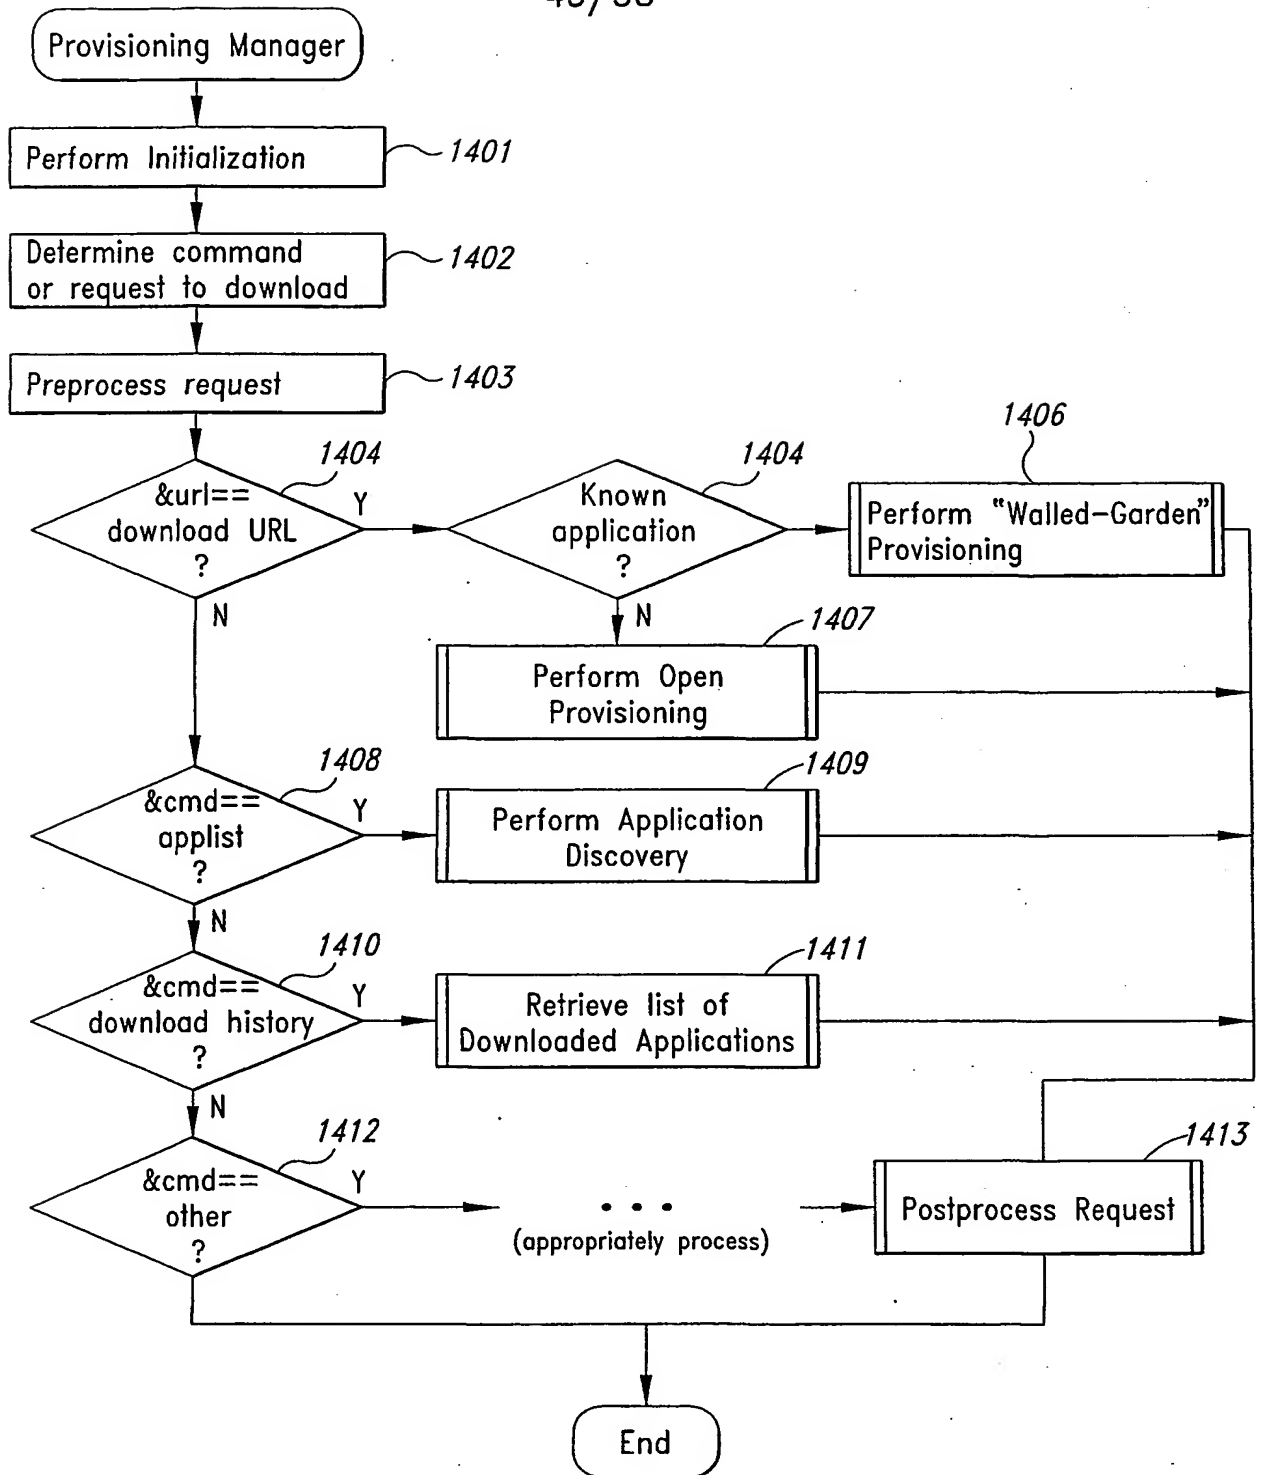 Provisioning Manager
Perform Initialization
1401
Determine command
or request to download
1402
Preprocess request
1403
&url==
download URL
?
1404
Y
N
Known
application
?
1404
N
1406
Perform "Walled-Garden"
Provisioning
1407
Perform Open
Provisioning
&cmd==
applist
?
1408
Y
N
1409
Perform Application
Discovery
&cmd==
download history
?
1410
Y
N
1411
Retrieve list of
Downloaded Applications
&cmd==
other
?
1412
Y
• • •
(appropriately process)
1413
Postprocess Request
End